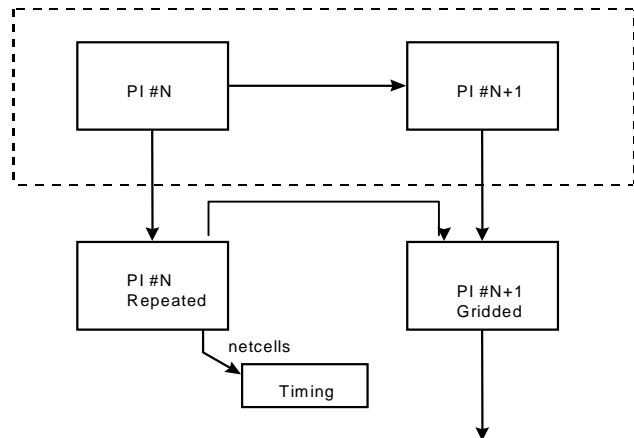 PI #N
PI #N+1
PI #N
Repeated
PI #N+1
Gridded
netcells
Timing